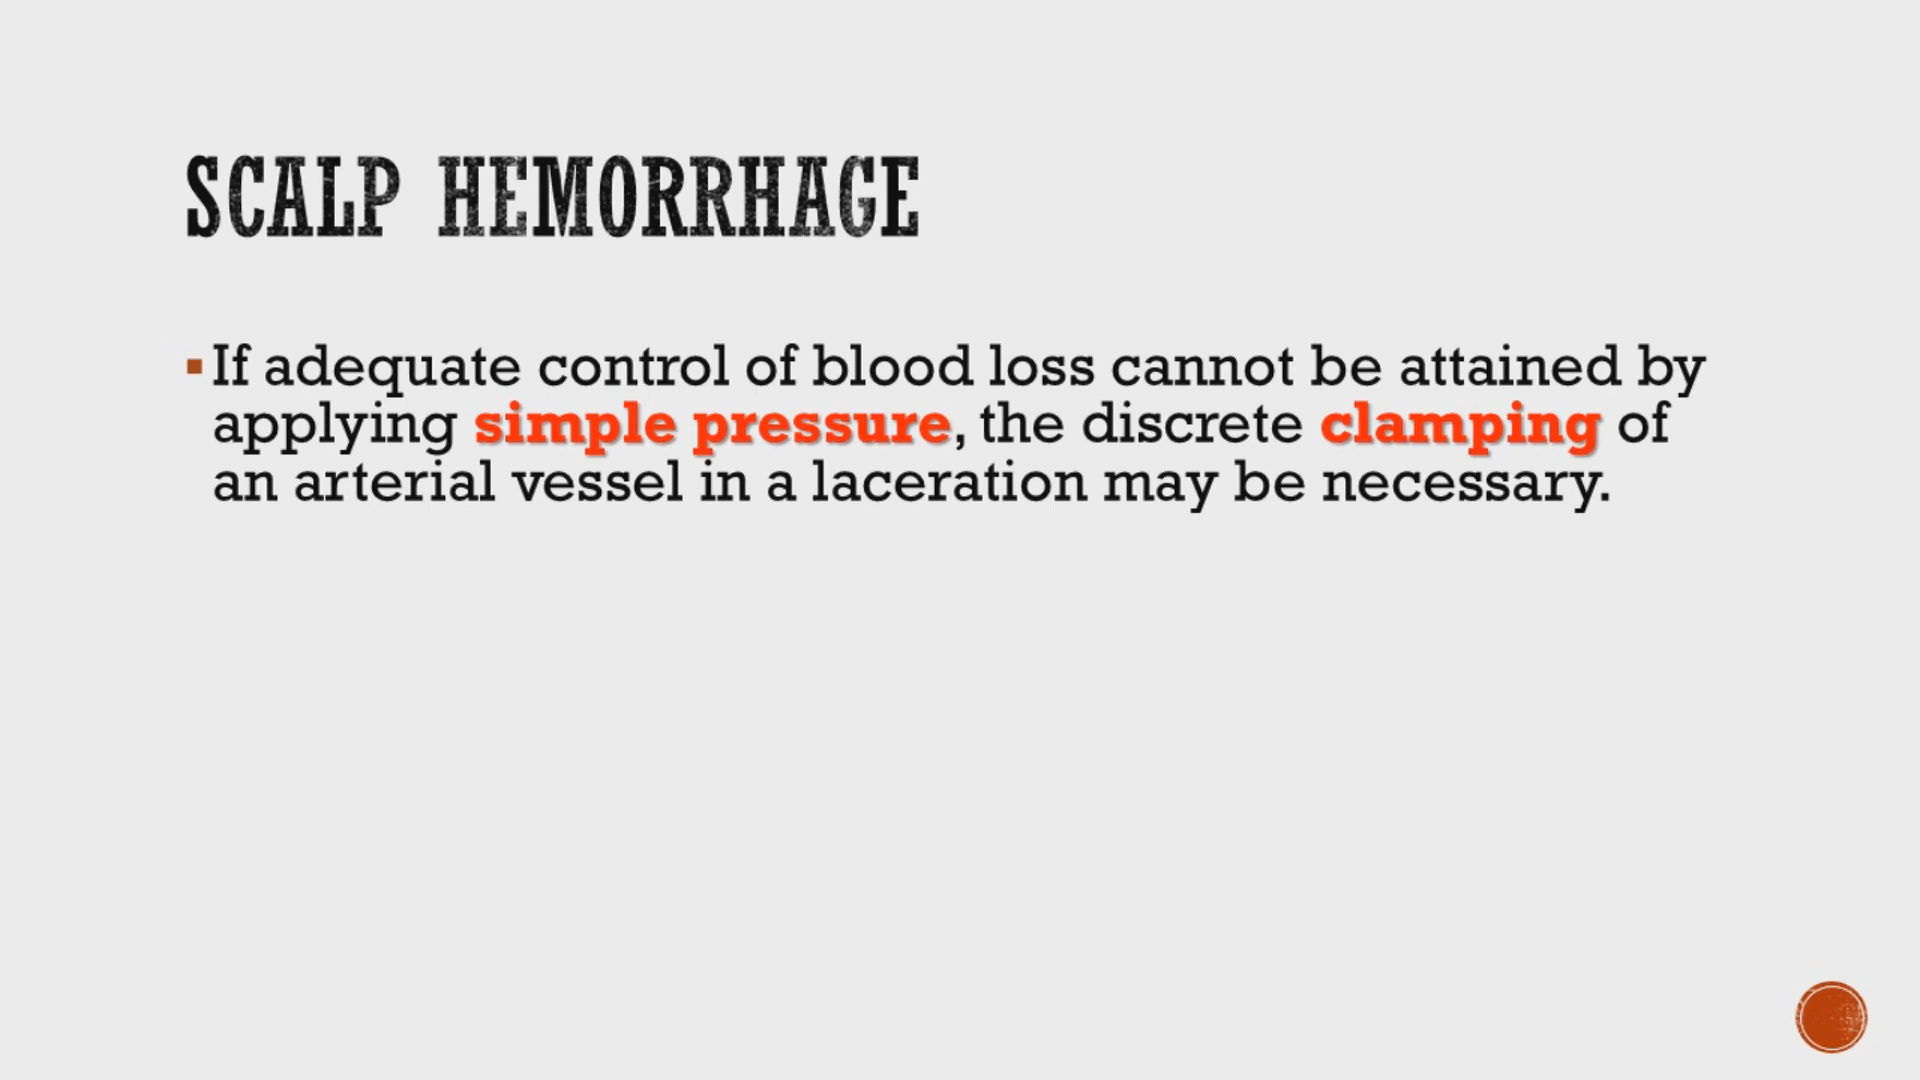 SCALP HEMORRHAGE
▪If adequate control of blood loss cannot be attained by
applying simple pressure, the discrete clamping of
an arterial vessel in a laceration may be necessary.